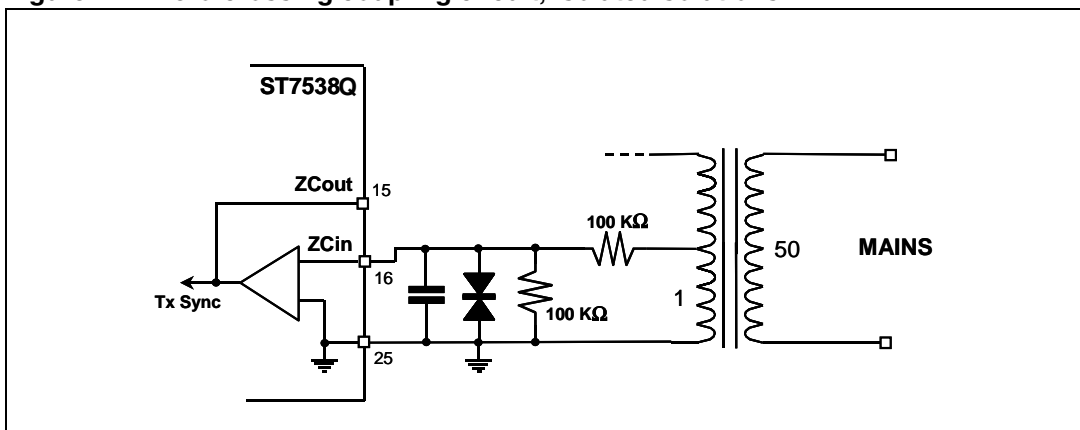 ST7538Q
ZCout
15
ZCin
16
Tx Sync
25
100 KΩ
100 KΩ
1
50
MAINS